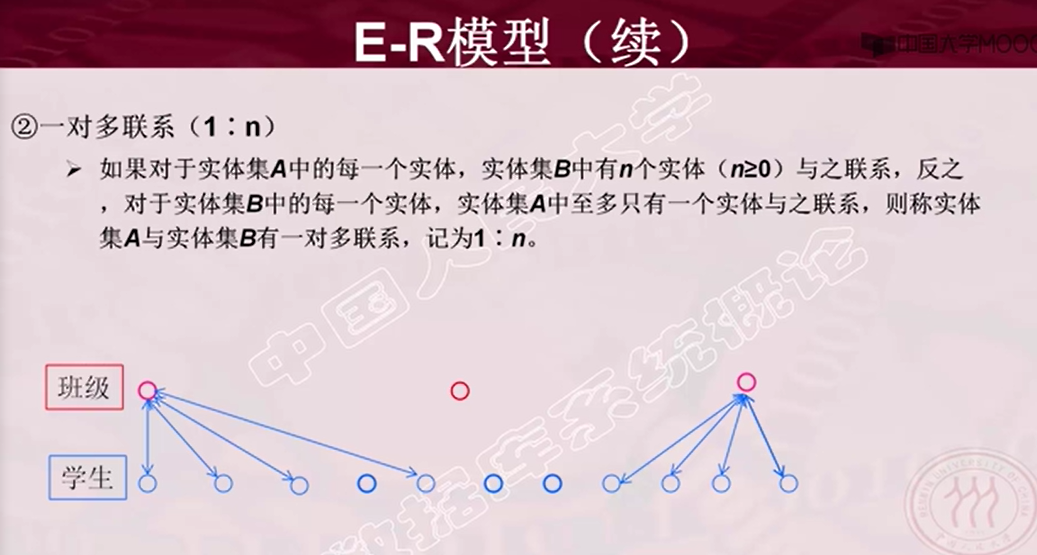 E-R模型（续）
中国大学MOOC
②一对多联系（1∶n）
➢ 如果对于实体集A中的每一个实体，实体集B中有n个实体（n≥0）与之联系，反之
，对于实体集B中的每一个实体，实体集A中至多只有一个实体与之联系，则称实体
集A与实体集B有一对多联系，记为1∶n。
中国人民大学
数据库系统概论
班级
学生